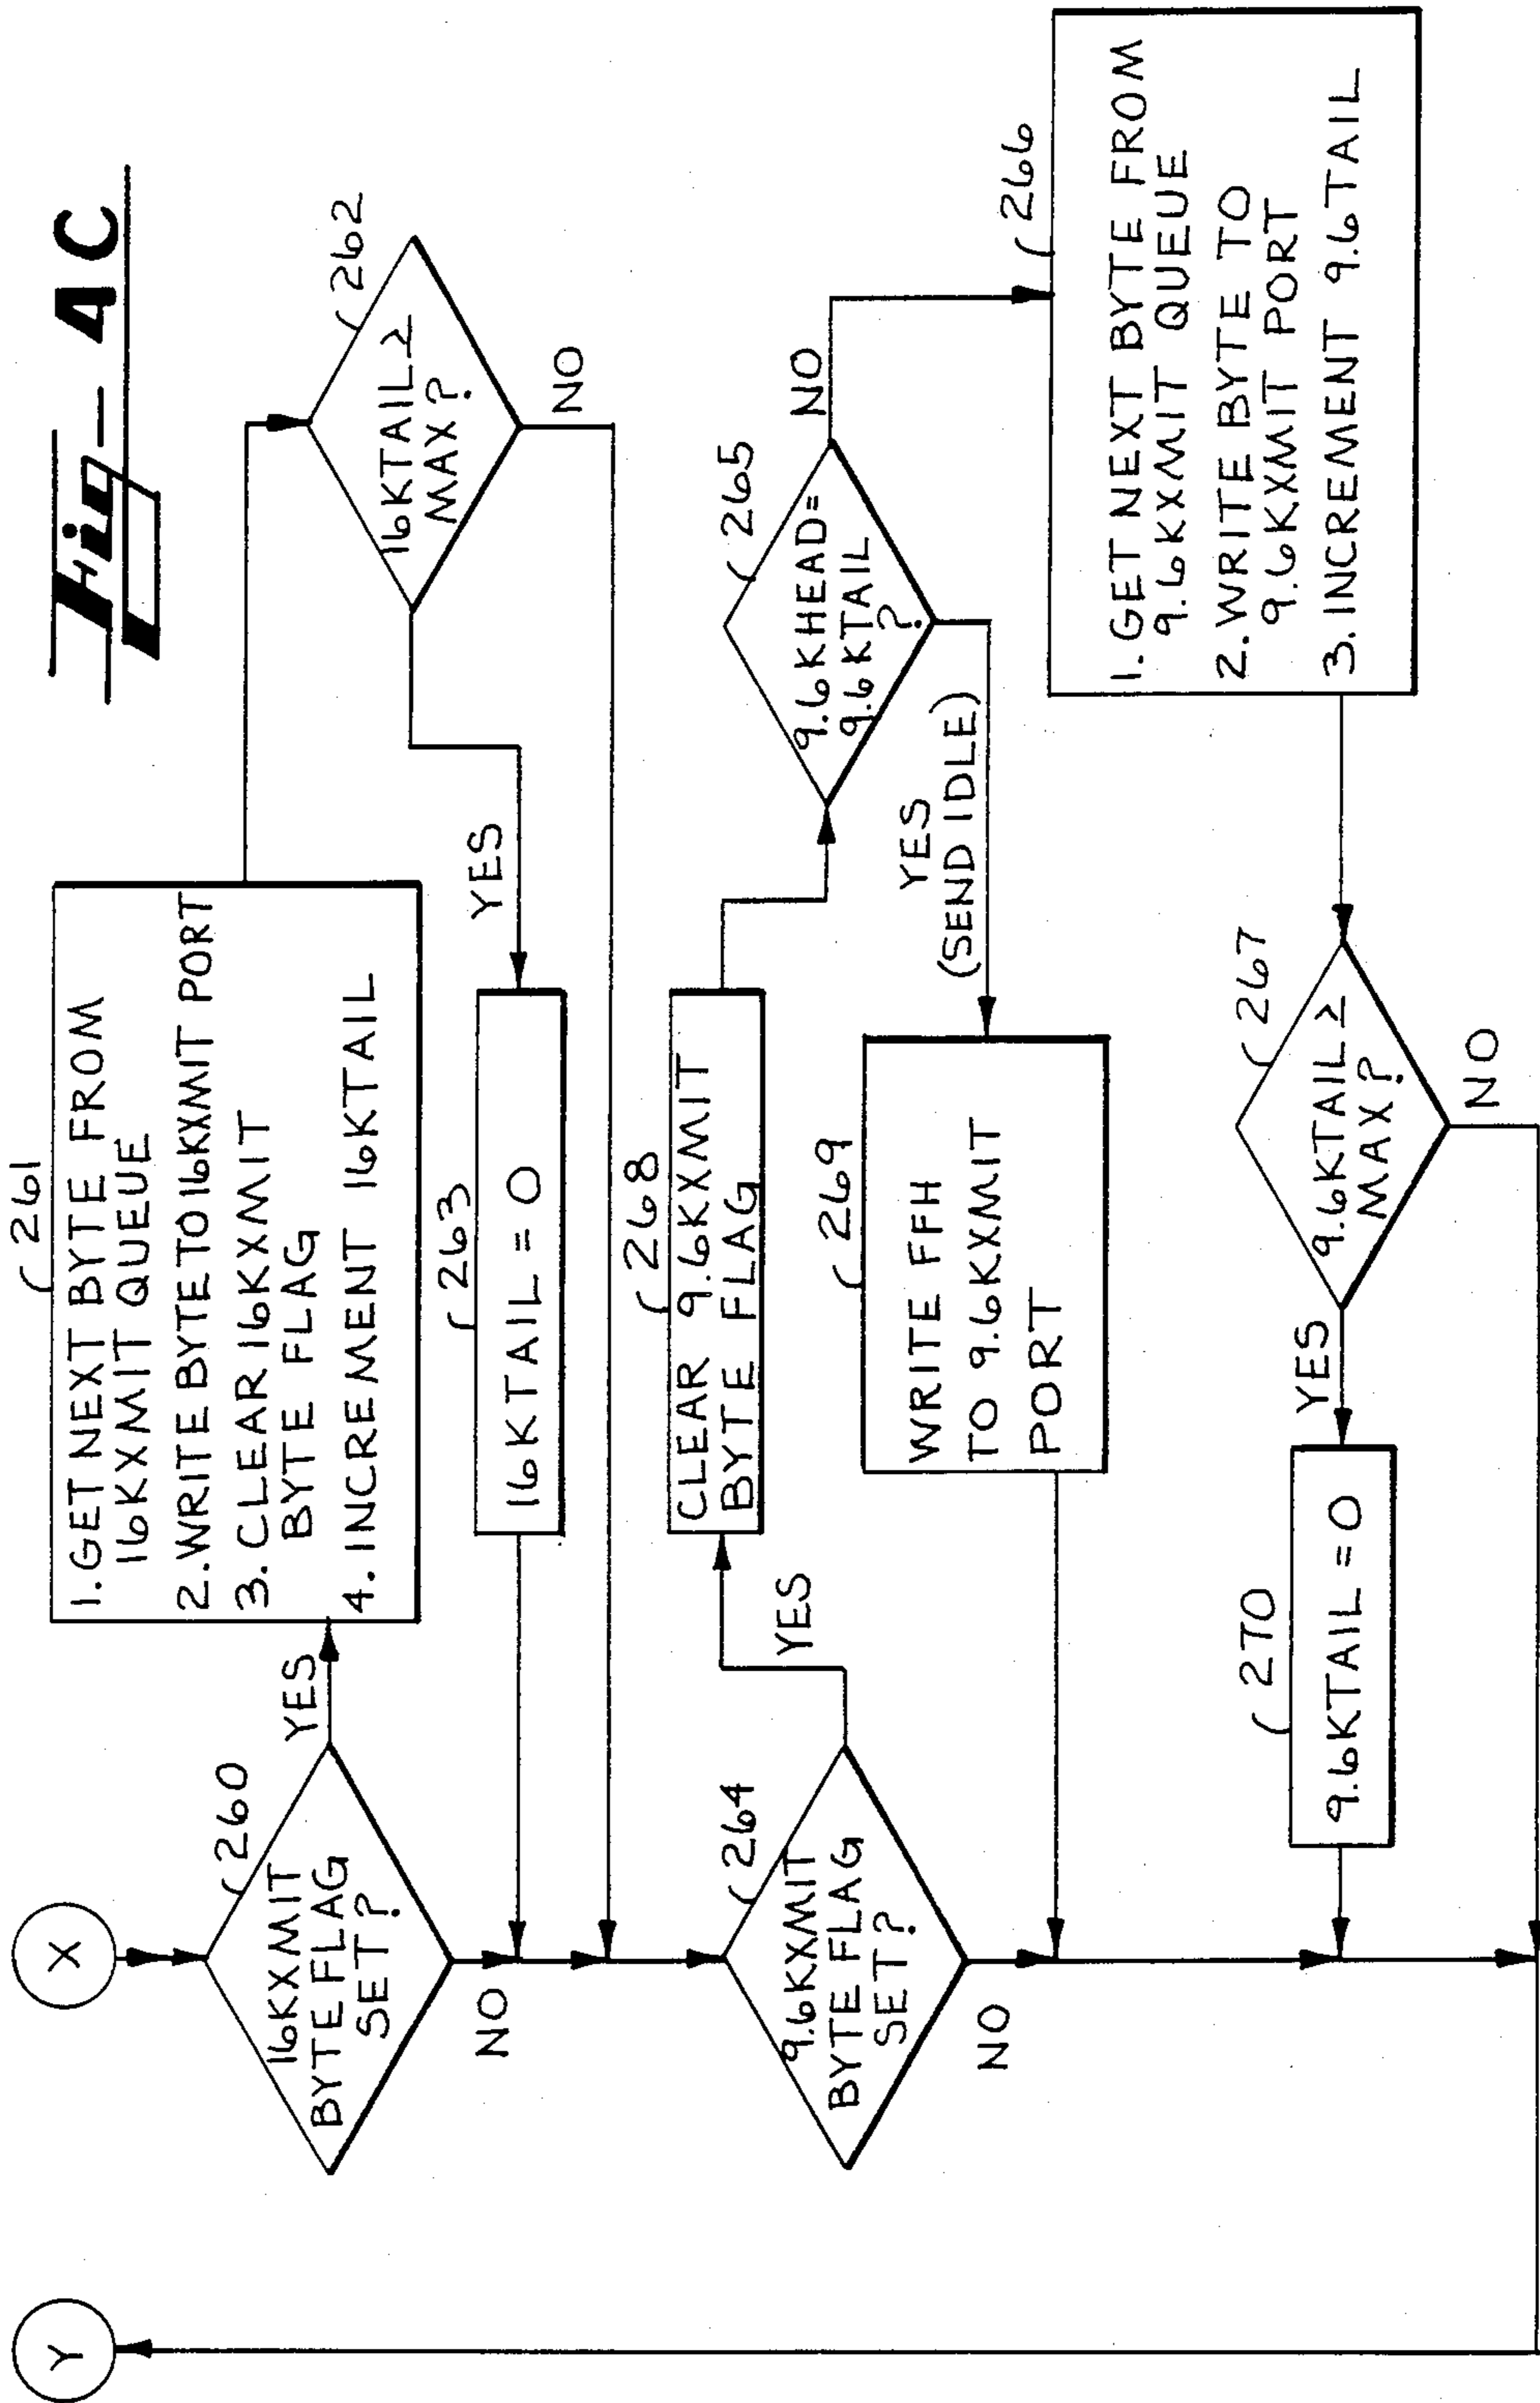 Fig- 4C
Y
X
260
16KXMIT
BYTE FLAG
SET?
YES
NO
261
1. GET NEXT BYTE FROM
16KXMIT QUEUE
2. WRITE BYTE TO 16KXMIT PORT
3. CLEAR 16KXMIT
BYTE FLAG
4. INCREMENT 16KTAIL
262
16KTAIL ≥
MAX?
YES
NO
263
16KTAIL = 0
264
9.6KXMIT
BYTE FLAG
SET?
YES
NO
268
CLEAR 9.6KXMIT
BYTE FLAG
265
9.6KHEAD=
9.6KTAIL
?
NO
YES
(SEND IDLE)
269
WRITE FFH
TO 9.6KXMIT
PORT
266
1. GET NEXT BYTE FROM
9.6KXMIT QUEUE
2. WRITE BYTE TO
9.6KXMIT PORT
3. INCREMENT 9.6TAIL
267
9.6KTAIL ≥
MAX?
YES
NO
270
9.6KTAIL = 0